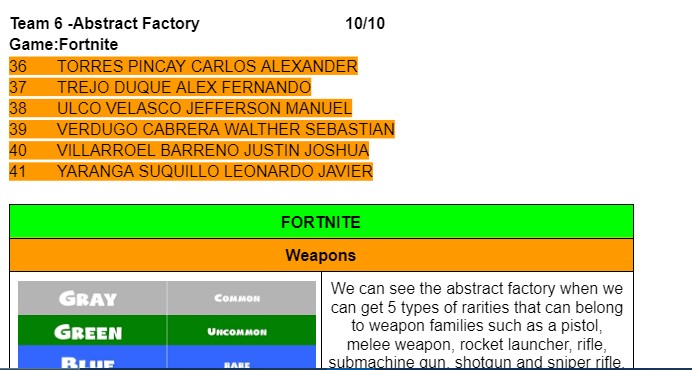 Team 6 -Abstract Factory 10/10
Game:Fortnite
36 TORRES PINCAY CARLOS ALEXANDER
37 TREJO DUQUE ALEX FERNANDO
38 ULCO VELASCO JEFFERSON MANUEL
39 VERDUGO CABRERA WALTHER SEBASTIAN
40 VILLARROEL BARRENO JUSTIN JOSHUA
41 YARANGA SUQUILLO LEONARDO JAVIER
FORTNITE
Weapons
GRAY COMMON
GREEN UNCOMMON
BLUE RARE
We can see the abstract factory when we
can get 5 types of rarities that can belong
to weapon families such as a pistol,
melee weapon, rocket launcher, rifle,
submachine gun, shotgun and sniper rifle.